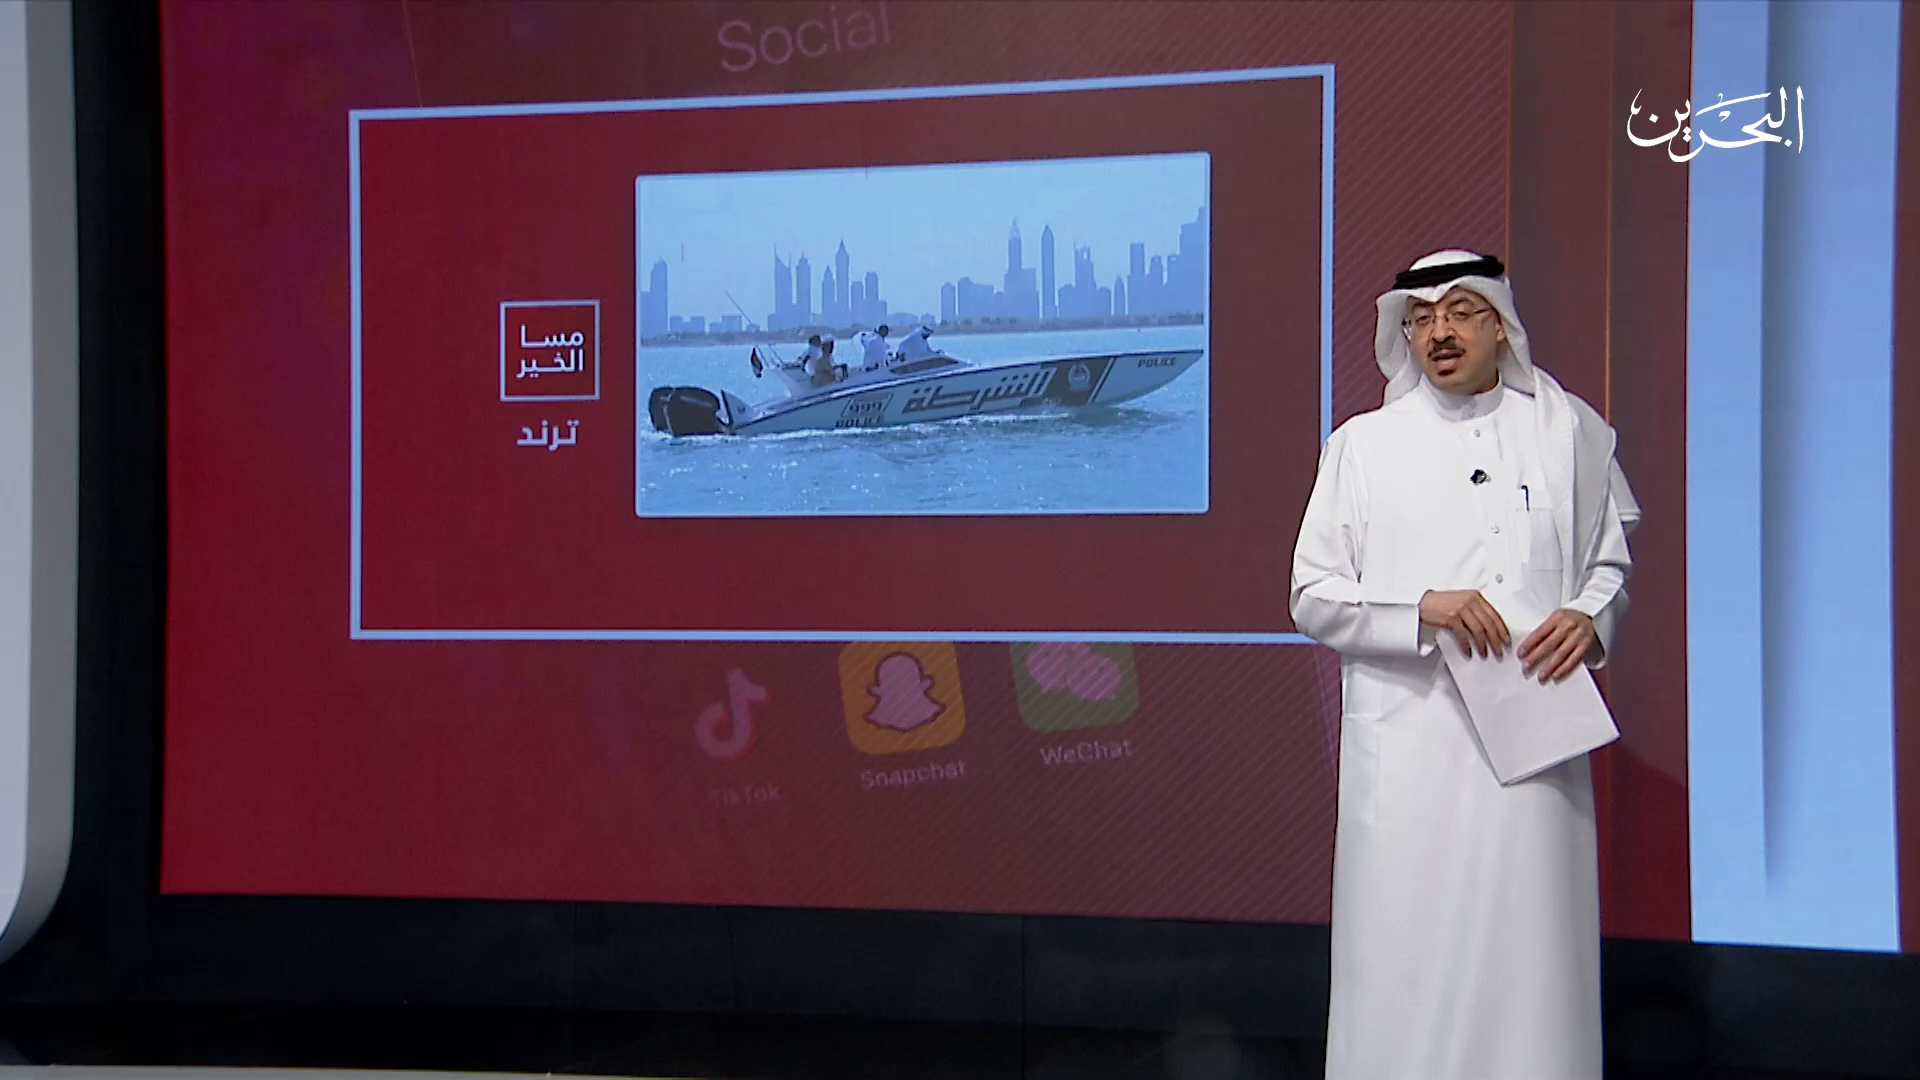 Social
البحرين
مسا
الخير
ترند
الشرطة
POLICE
999
POLICE
TikTok
Snapchat
WeChat